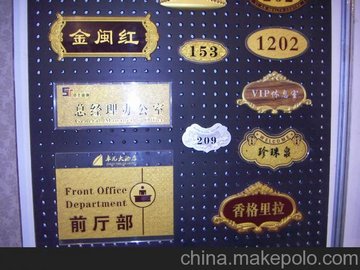 金闽红
153
1202
总经理办公室
VIP休息室
209
WELCOME
珍珠泉
Front Office
Department
前厅部
香格里拉
china.makepolo.com